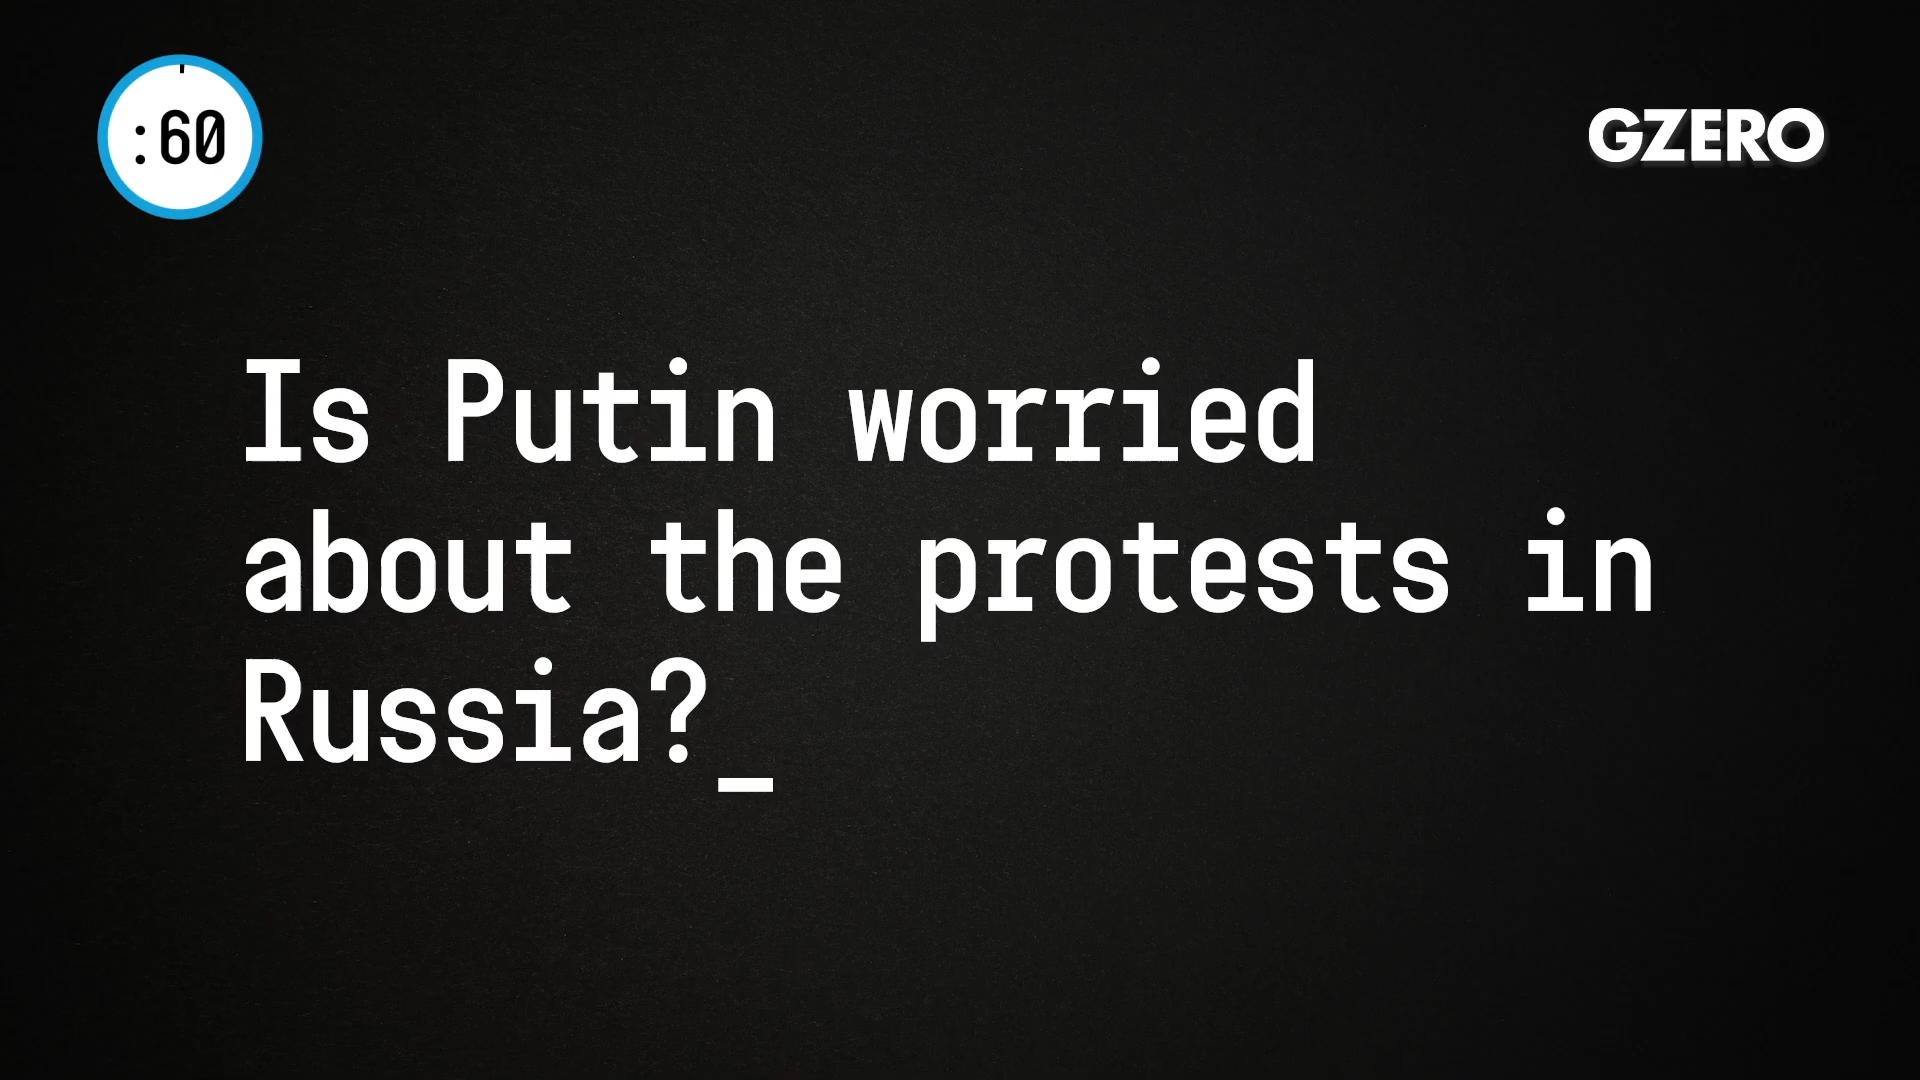 :60
GZERO
Is Putin worried
about the protests in
Russia?_